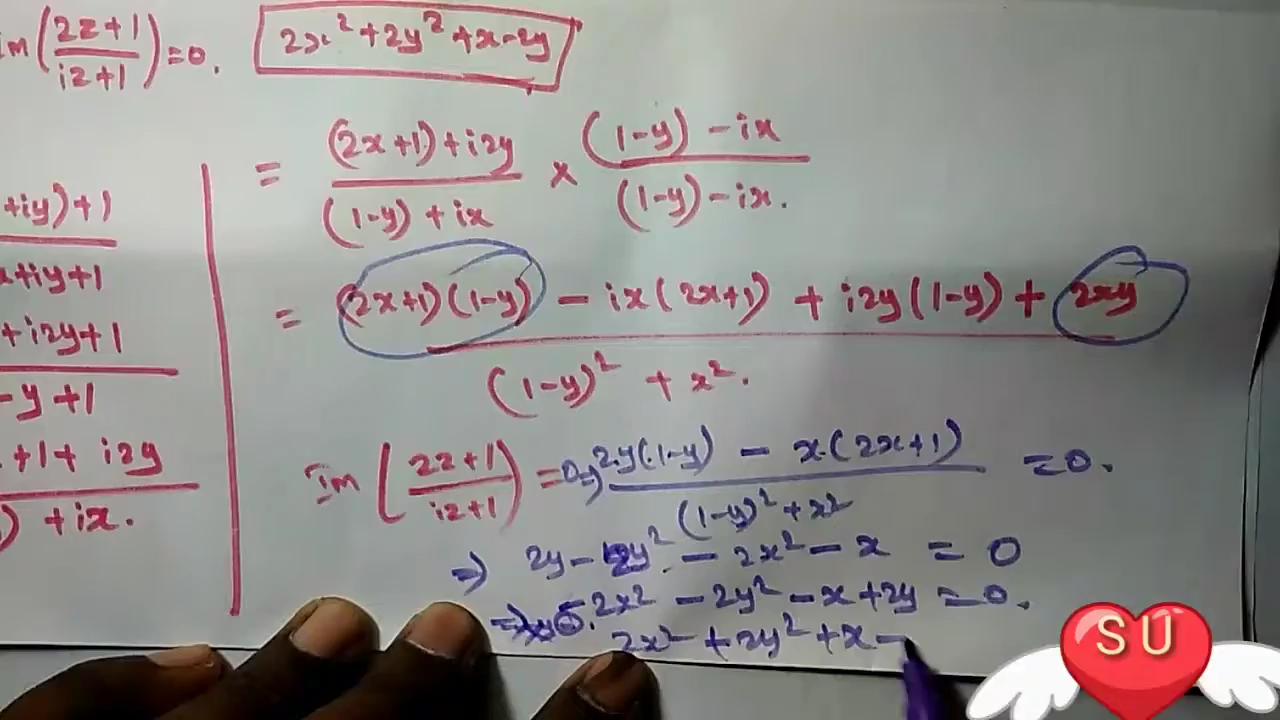 Im(2z+1/iz+1)=0. 2x²+2y²+x-2y
= (2x+1)+i2y/(1-y)+ix × (1-y)-ix/(1-y)-ix.
+iy)+1
x+iy+1
+i2y+1
-y+1
+1+i2y
) +ix.
= (2x+1)(1-y) - ix(2x+1) + i2y(1-y) + 2xy/(1-y)² + x².
Im[2z+1/iz+1] = 2y(1-y) - x(2x+1)/(1-y)²+x² = 0.
⇒ 2y-2y² - 2x² - x = 0
⇒ -2x² - 2y² - x + 2y = 0.
2x² + 2y² + x -
SU